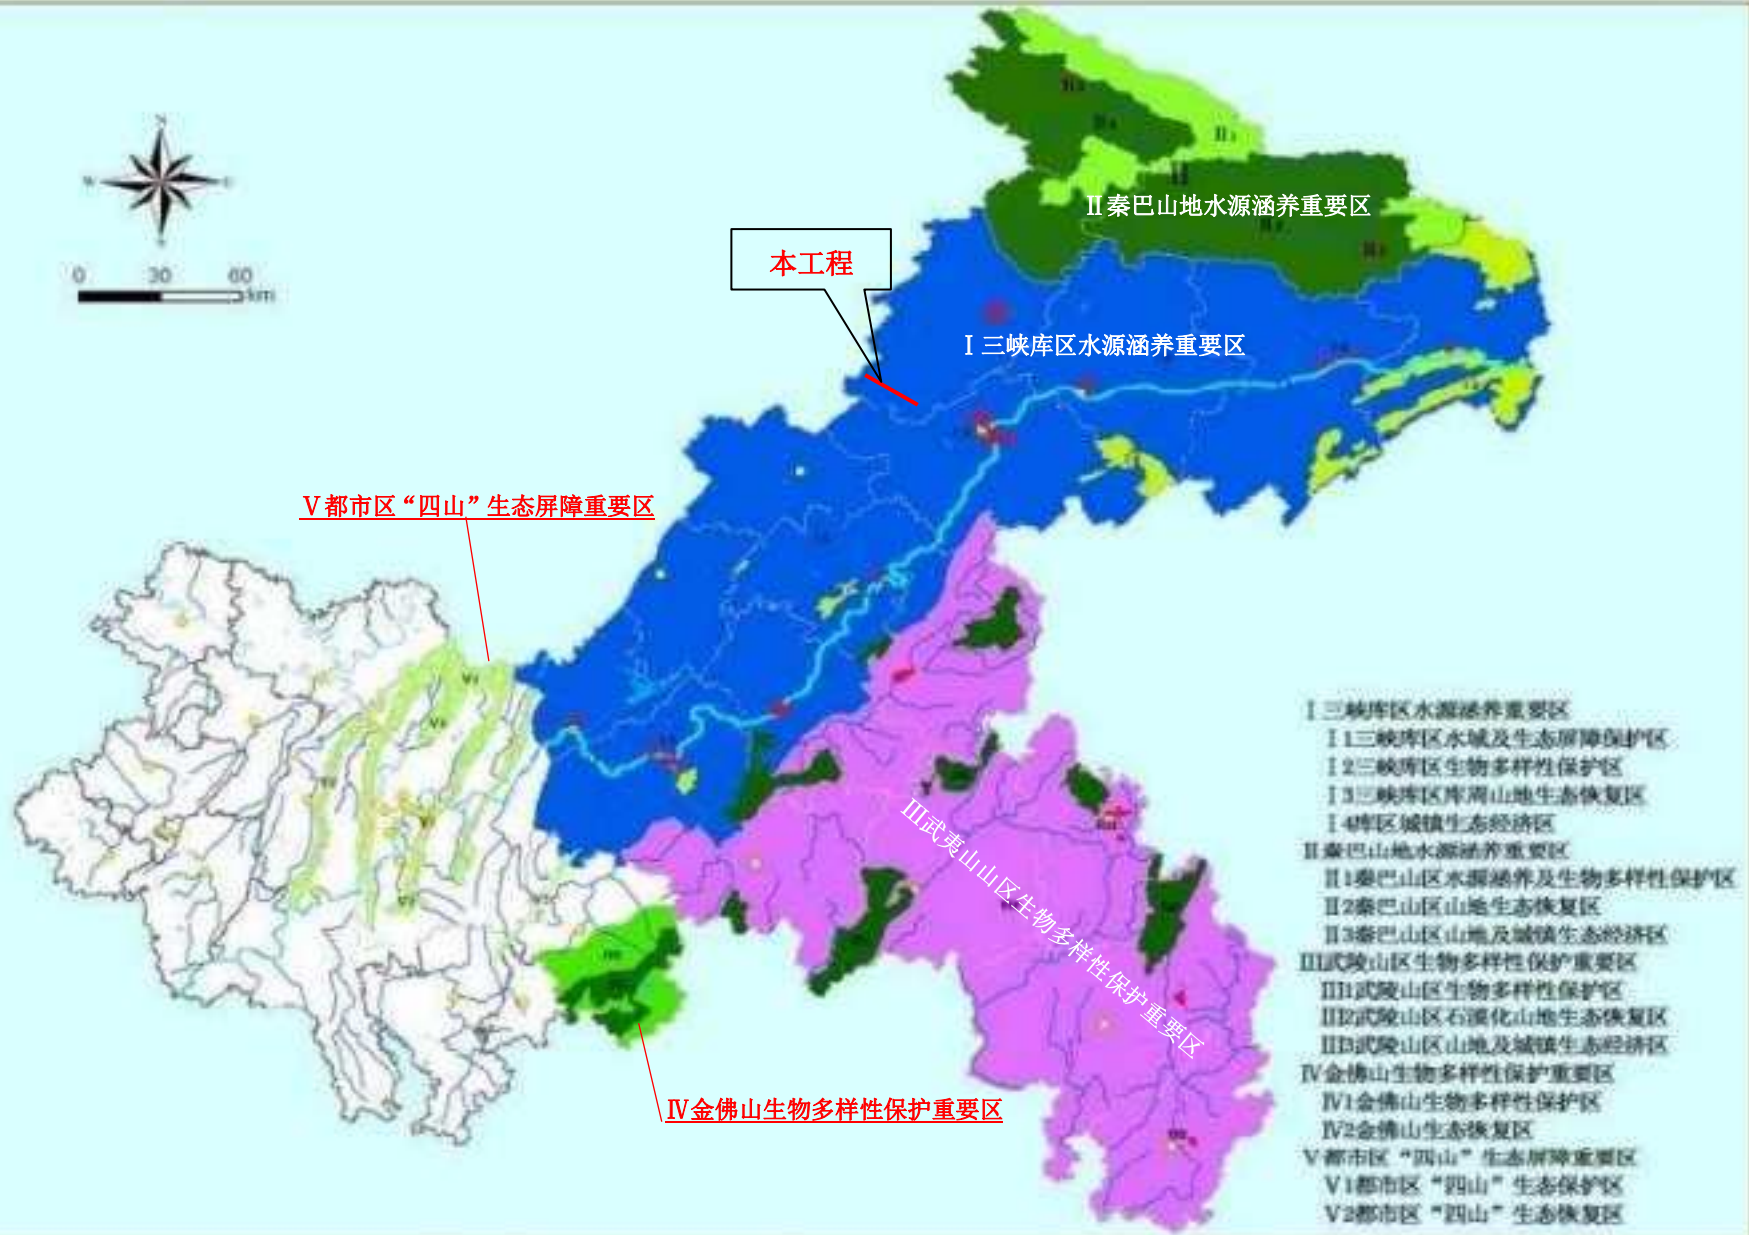 N
W
E
S
0 30 60
km
Ⅱ1
Ⅱ
Ⅱ秦巴山地水源涵养重要区
本工程
Ⅰ三峡库区水源涵养重要区
Ⅴ都市区“四山”生态屏障重要区
Ⅲ武夷山山区生物多样性保护重要区
Ⅳ金佛山生物多样性保护重要区
Ⅰ三峡库区水源涵养重要区
Ⅰ1三峡库区水域及生态屏障保护区
Ⅰ2三峡库区生物多样性保护区
Ⅰ3三峡库区库周山地生态恢复区
Ⅰ4库区城镇生态经济区
Ⅱ秦巴山地水源涵养重要区
Ⅱ1秦巴山区水源涵养及生物多样性保护区
Ⅱ2秦巴山区山地生态恢复区
Ⅱ3秦巴山区山地及城镇生态经济区
Ⅲ武陵山区生物多样性保护重要区
Ⅲ1武陵山区生物多样性保护区
Ⅲ2武陵山区石漠化山地生态恢复区
Ⅲ3武陵山区山地及城镇生态经济区
Ⅳ金佛山生物多样性保护重要区
Ⅳ1金佛山生物多样性保护区
Ⅳ2金佛山生态恢复区
Ⅴ都市区“四山”生态屏障重要区
Ⅴ1都市区“四山”生态保护区
Ⅴ2都市区“四山”生态恢复区